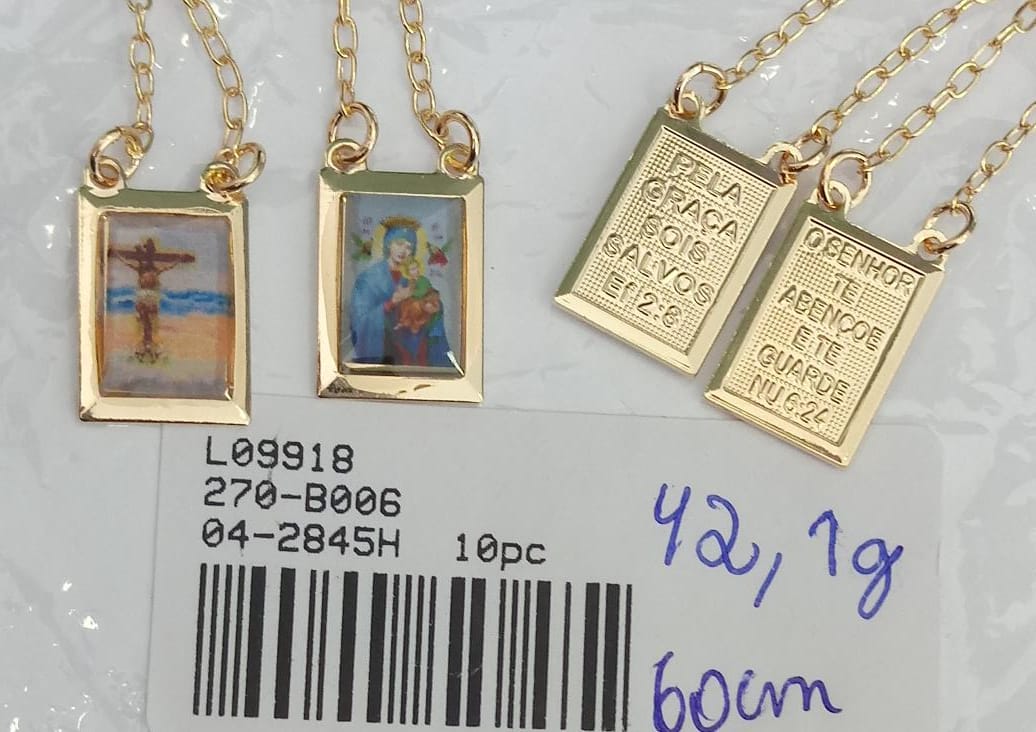 PELA
GRAÇA
SOIS
SALVOS
Ef 2:8
O SENHOR
TE
ABENÇOE
E TE
GUARDE
NU 6:24
L09918
270-B006
04-2845H 10pc
42,1g
60cm